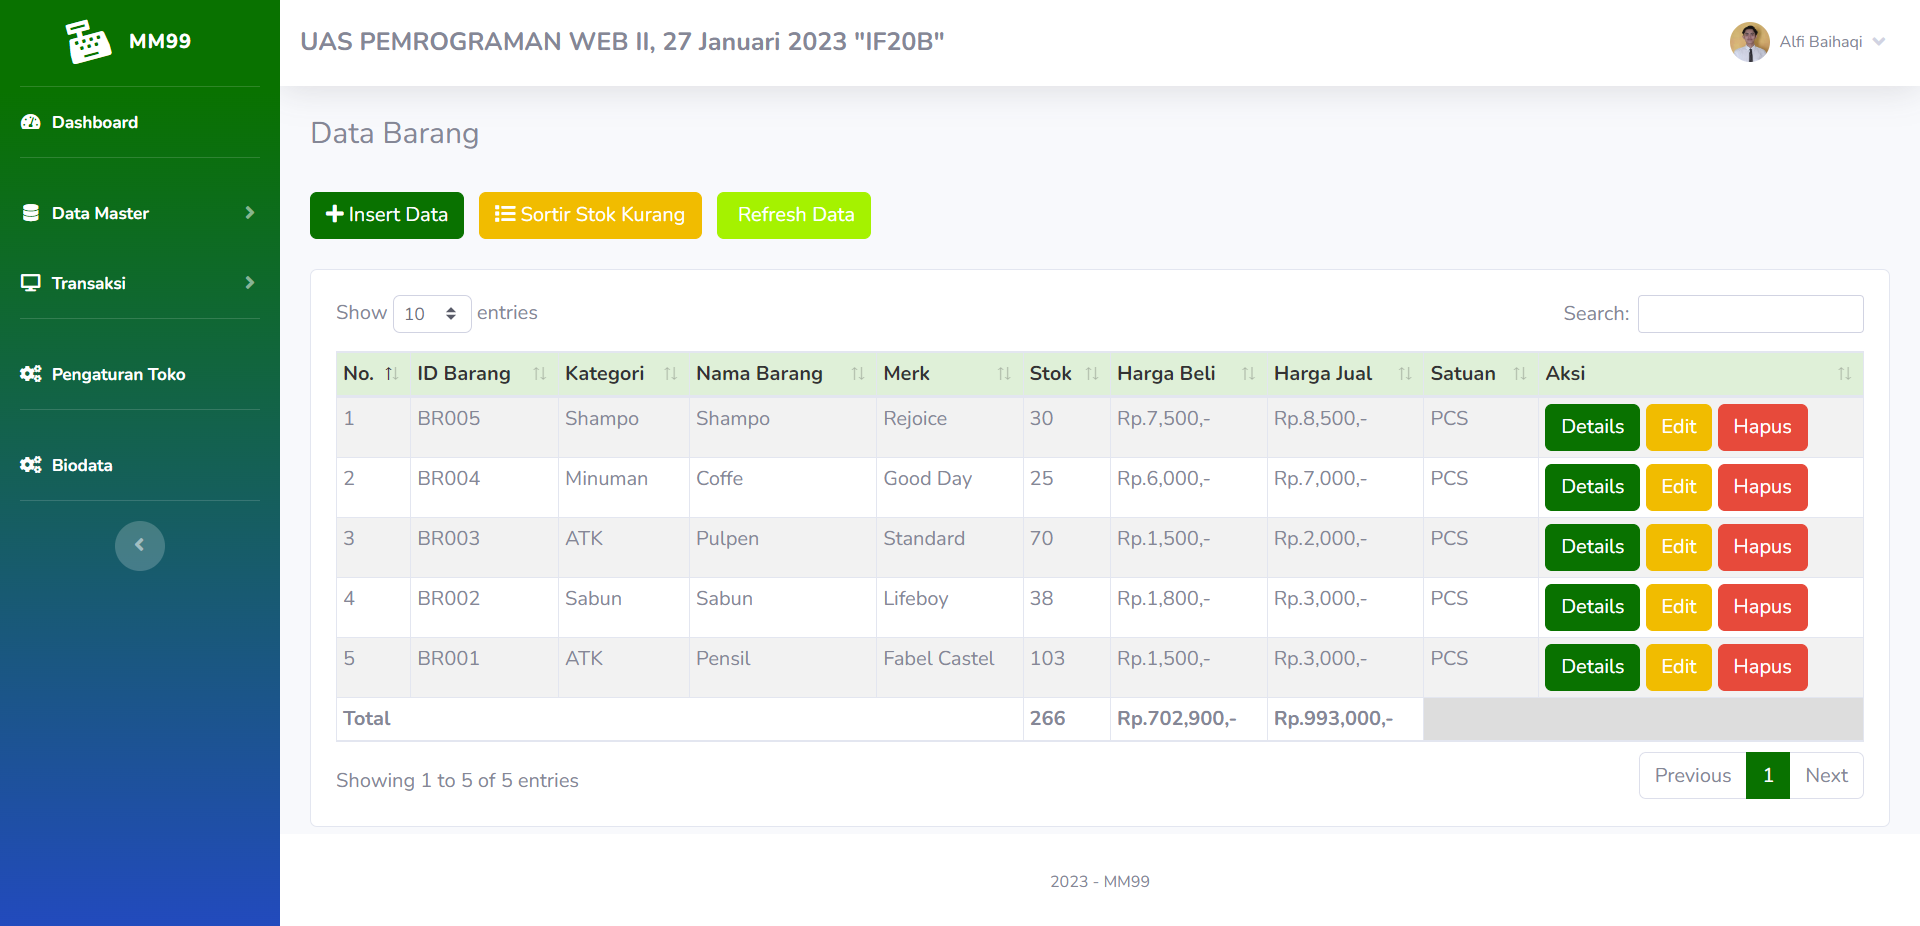 MM99
UAS PEMROGRAMAN WEB II, 27 Januari 2023 "IF20B"
Alfi Baihaqi
Dashboard
Data Master
Transaksi
Pengaturan Toko
Biodata
Data Barang
Insert Data
Sortir Stok Kurang
Refresh Data
Show 10 entries
Search:
No. ID Barang Kategori Nama Barang Merk Stok Harga Beli Harga Jual Satuan Aksi
1 BR005 Shampo Shampo Rejoice 30 Rp.7,500,- Rp.8,500,- PCS Details Edit Hapus
2 BR004 Minuman Coffe Good Day 25 Rp.6,000,- Rp.7,000,- PCS Details Edit Hapus
3 BR003 ATK Pulpen Standard 70 Rp.1,500,- Rp.2,000,- PCS Details Edit Hapus
4 BR002 Sabun Sabun Lifeboy 38 Rp.1,800,- Rp.3,000,- PCS Details Edit Hapus
5 BR001 ATK Pensil Fabel Castel 103 Rp.1,500,- Rp.3,000,- PCS Details Edit Hapus
Total 266 Rp.702,900,- Rp.993,000,-
Showing 1 to 5 of 5 entries
Previous 1 Next
2023 - MM99